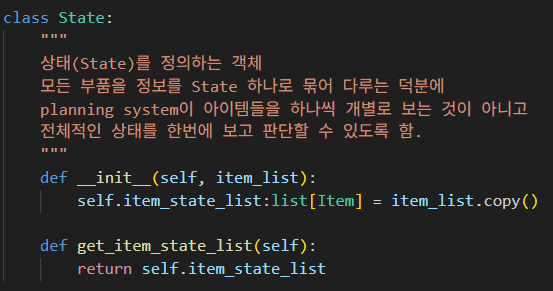 class State:
    """
    상태(State)를 정의하는 객체
    모든 부품을 정보를 State 하나로 묶어 다루는 덕분에
    planning system이 아이템들을 하나씩 개별로 보는 것이 아니고
    전체적인 상태를 한번에 보고 판단할 수 있도록 함.
    """
    def __init__(self, item_list):
        self.item_state_list:list[Item] = item_list.copy()

    def get_item_state_list(self):
        return self.item_state_list